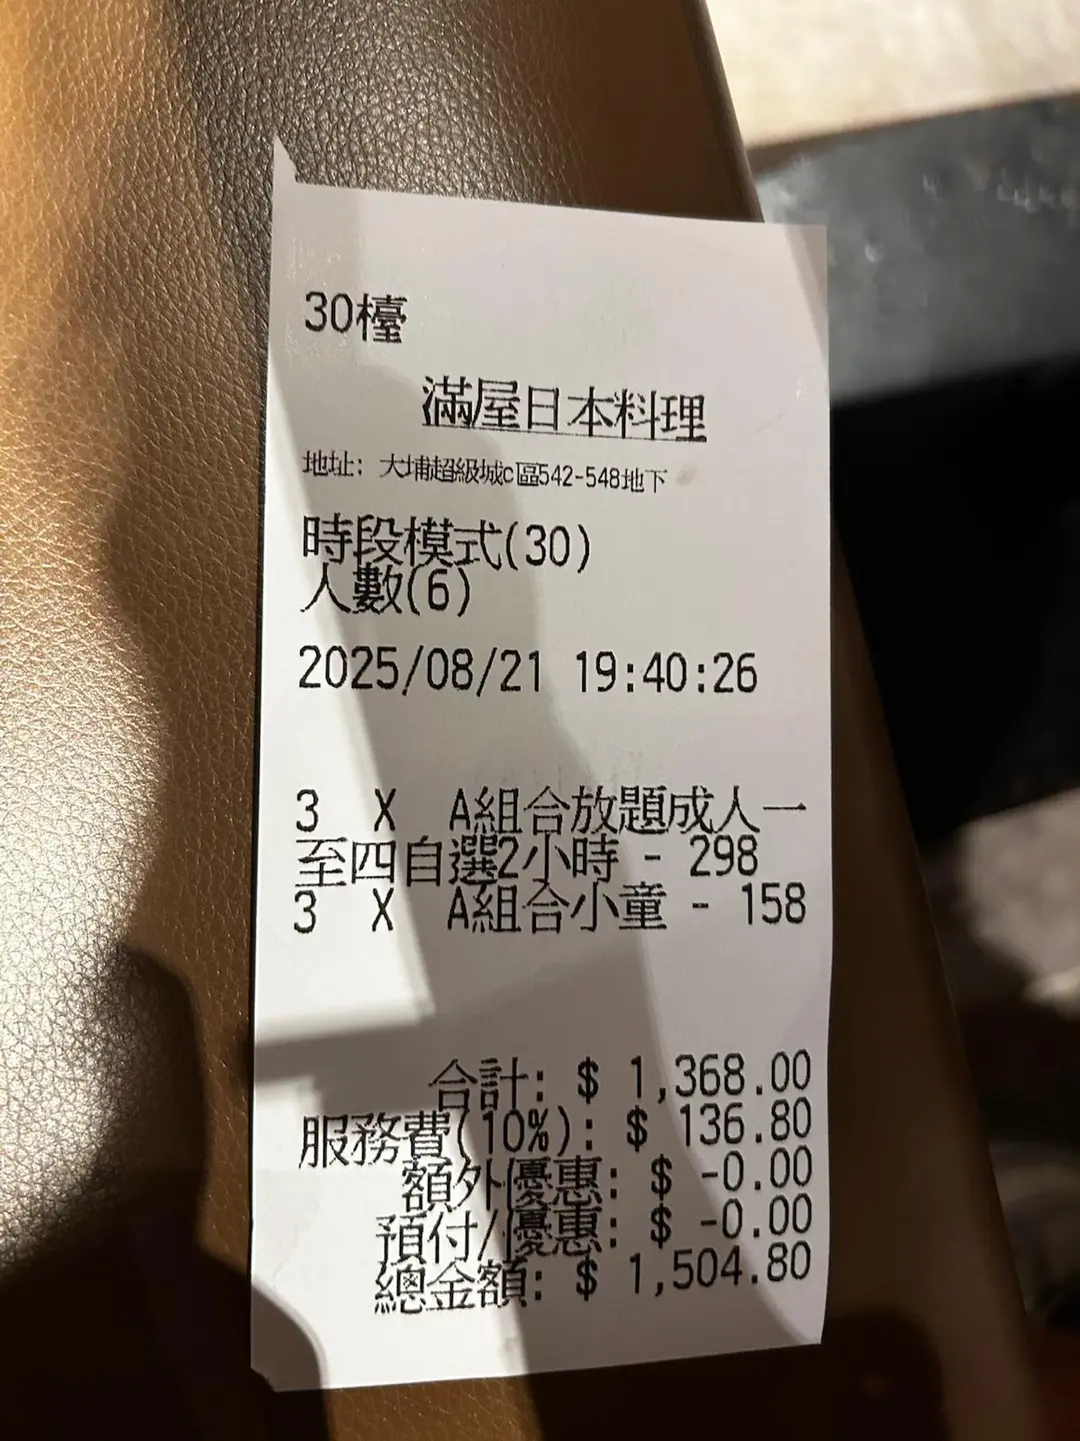 30檯
滿屋日本料理
地址: 大埔超級城c區542-548地下
時段模式(30)
人數(6)
2025/08/21 19:40:26
3 X A組合放題成人一
至四自選2小時 - 298
3 X A組合小童 - 158
合計: $ 1,368.00
服務費(10%): $ 136.80
額外優惠: $ -0.00
預付/優惠: $ -0.00
總金額: $ 1,504.80